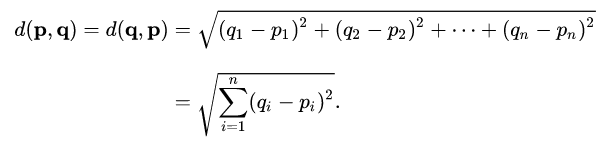 d(𝐩, 𝐪) = d(𝐪, 𝐩) = √((q₁ − p₁)² + (q₂ − p₂)² + ⋯ + (qₙ − pₙ)²)
= √(∑ᵢ₌₁ⁿ (qᵢ − pᵢ)²).